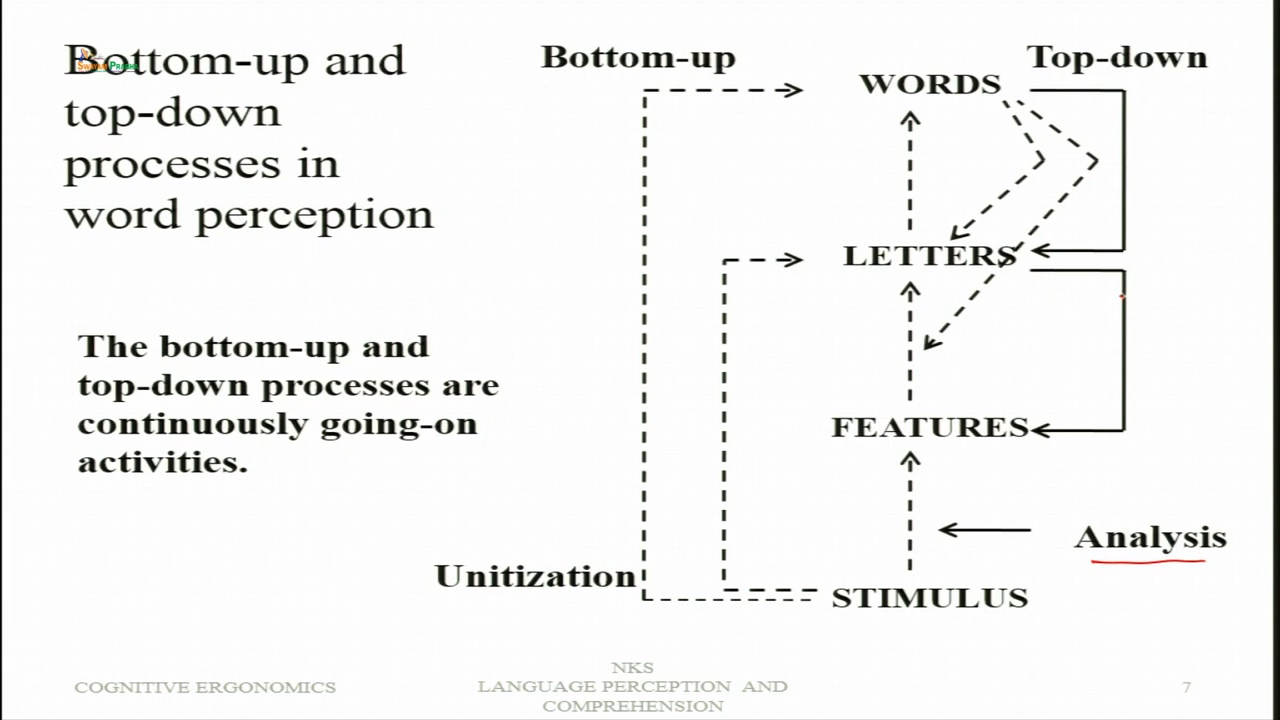 Bottom-up and
top-down
processes in
word perception
SWAYAM PRABHA
The bottom-up and
top-down processes are
continuously going-on
activities.
Bottom-up
Top-down
WORDS
LETTERS
FEATURES
Analysis
Unitization
STIMULUS
COGNITIVE ERGONOMICS
NKS
LANGUAGE PERCEPTION AND
COMPREHENSION
7